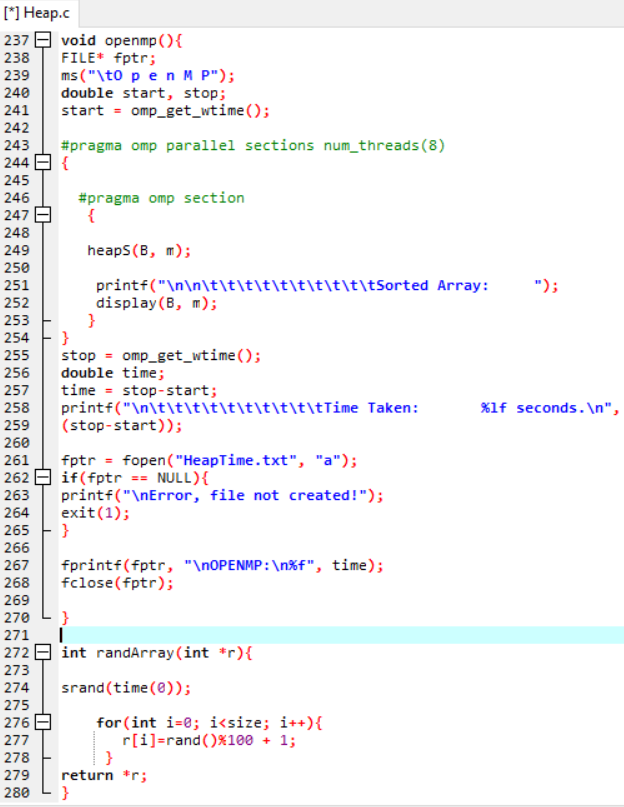 [*] Heap.c
237 void openmp(){
238 FILE* fptr;
239 ms("\tO p e n M P");
240 double start, stop;
241 start = omp_get_wtime();
242
243 #pragma omp parallel sections num_threads(8)
244 {
245
246 #pragma omp section
247 {
248
249 heapS(B, m);
250
251 printf("\n\n\t\t\t\t\t\t\t\t\t\t\tSorted Array:     ");
252 display(B, m);
253 }
254 }
255 stop = omp_get_wtime();
256 double time;
257 time = stop-start;
258 printf("\n\t\t\t\t\t\t\t\t\t\t\tTime Taken:       %lf seconds.\n",
259 (stop-start));
260
261 fptr = fopen("HeapTime.txt", "a");
262 if(fptr == NULL){
263 printf("\nError, file not created!");
264 exit(1);
265 }
266
267 fprintf(fptr, "\nOPENMP:\n%f", time);
268 fclose(fptr);
269
270 }
271
272 int randArray(int *r){
273
274 srand(time(0));
275
276 for(int i=0; i<size; i++){
277 r[i]=rand()%100 + 1;
278 }
279 return *r;
280 }